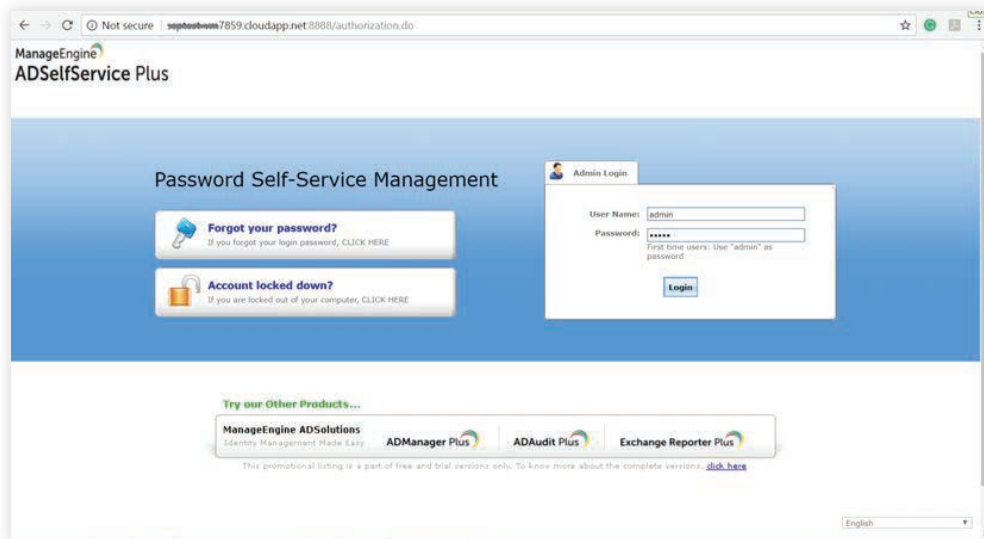 Not secure 7859.cloudapp.net:8888/authorization.do
ManageEngine
ADSelfService Plus
Password Self-Service Management
Forgot your password?
If you forgot your login password, CLICK HERE
Account locked down?
If you are locked out of your computer, CLICK HERE
Admin Login
User Name: admin
Password: •••••
First time users: Use "admin" as
password
Login
Try our Other Products...
ManageEngine ADSolutions
Identity Management Made Easy
ADManager Plus
ADAudit Plus
Exchange Reporter Plus
This promotional listing is a part of free and trial versions only. To know more about the complete versions, click here
English